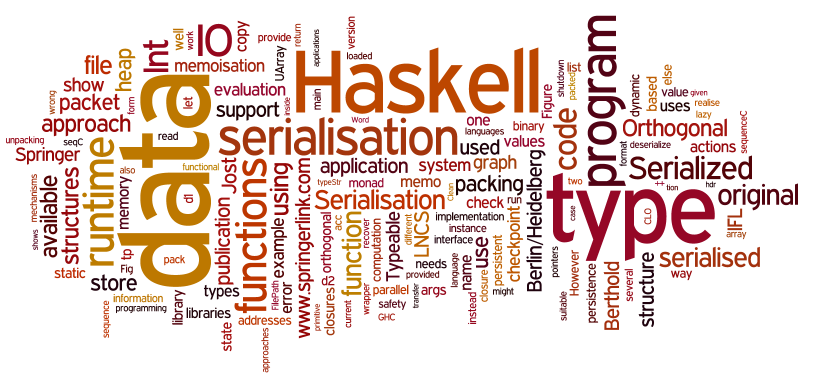 data
type
Haskell
program
serialisation
IO
functions
runtime
Int
code
Serialized
Orthogonal
original
Serialisation
function
using
serialised
structures
approach
available
file
packet
heap
show
copy
memoisation
evaluation
support
UArray
provide
return
version
loaded
applications
main
inside
Word
languages
one
used
binary
values
Figure
list
shutdown
packed
dynamic
based
else
value
given
uses
realise
lazy
sequenceC
actions
format
deserialize
well
work
let
form
wrong
unpacking
seqC
read
Springer
also
functional
memory
mechanisms
shows
static
tp
Fig
store
dt
pack
information
programming
library
libraries
sequence
types
state
addresses
approaches
publication
Jost
example
error
FilePath
primitive
www.springerlink.com
closures
orthogonal
&
current
acc
recover
computation
wrapper
parallel
safety
GHC
application
system
graph
typeStr
monad
memo
Clean
packing
check
Typeable
LNCS
different
needs
provided
transfer
args
implementation
instance
interface
use
name
language
instead
closure
persistent
might
checkpoint
Berlin/Heidelberg
pointers
suitable
However
case
two
persistence
Berthold
several
structure
tion
++
hdr
CLO
IFL
array
way